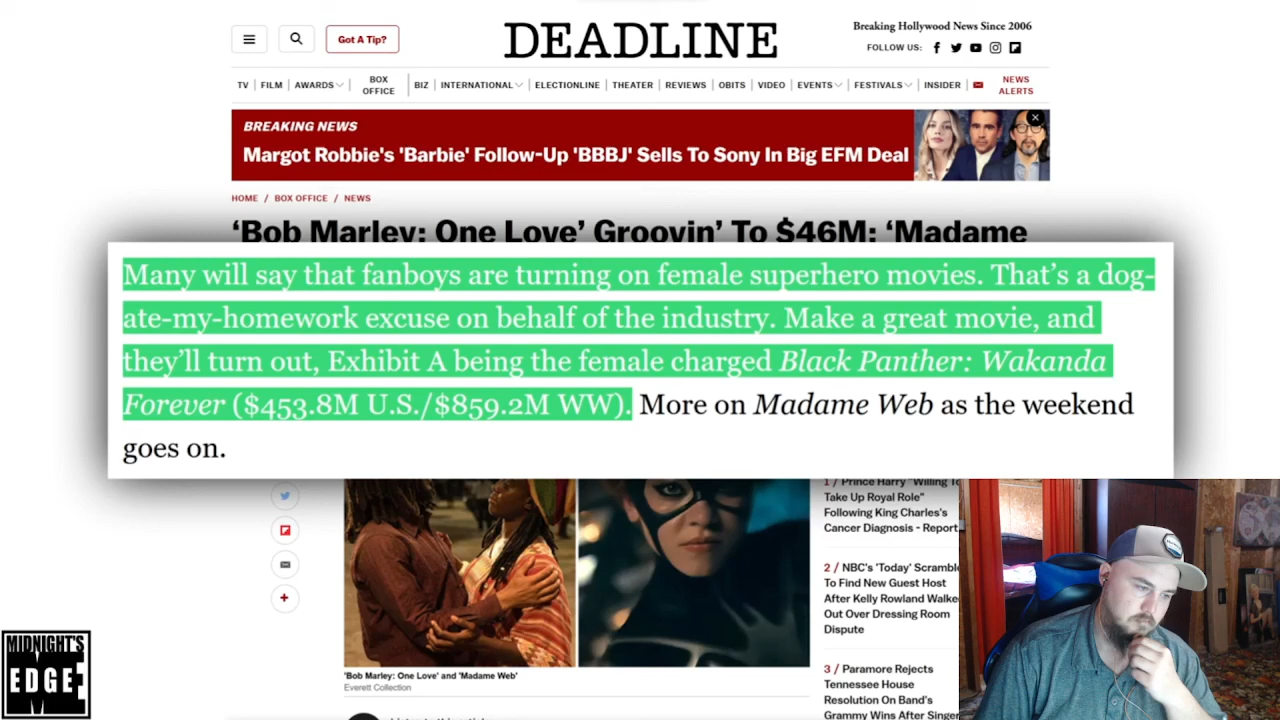 Got A Tip?
DEADLINE
Breaking Hollywood News Since 2006
FOLLOW US:
TV | FILM | AWARDS | BOX OFFICE | BIZ | INTERNATIONAL | ELECTIONLINE | THEATER | REVIEWS | OBITS | VIDEO | EVENTS | FESTIVALS | INSIDER | NEWS ALERTS
BREAKING NEWS
Margot Robbie's 'Barbie' Follow-Up 'BBBJ' Sells To Sony In Big EFM Deal
HOME / BOX OFFICE / NEWS
‘Bob Marley: One Love’ Groovin’ To $46M; ‘Madame
Many will say that fanboys are turning on female superhero movies. That’s a dog-
ate-my-homework excuse on behalf of the industry. Make a great movie, and
they’ll turn out, Exhibit A being the female charged Black Panther: Wakanda
Forever ($453.8M U.S./$859.2M WW). More on Madame Web as the weekend
goes on.
'Bob Marley: One Love' and 'Madame Web'
Everett Collection
1 / Prince Harry "Willing To
Take Up Royal Role"
Following King Charles's
Cancer Diagnosis - Report
2 / NBC's 'Today'
To Find New Guest Host
After Kelly Rowland
Out Over Dressing Room
Dispute
3 / Paramore Rejects
Tennessee House
Resolution On Band's
Grammy Wins After
MIDNIGHT'S
EDGE